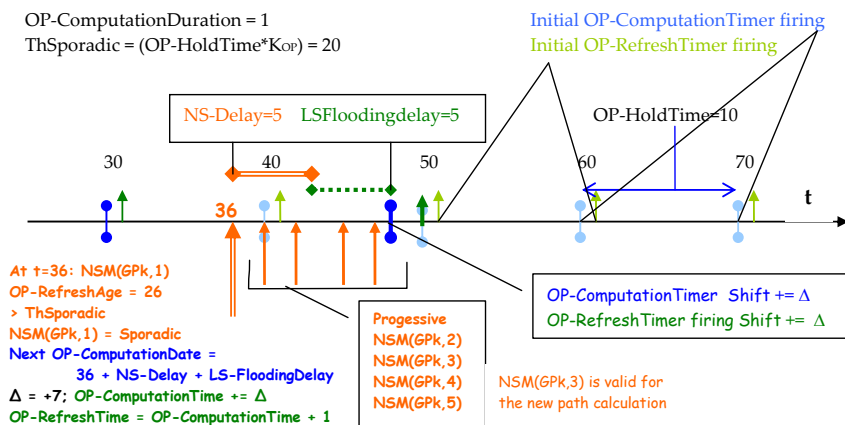 OP-ComputationDuration = 1
ThSporadic = (OP-HoldTime*KOP) = 20
Initial OP-ComputationTimer firing
Initial OP-RefreshTimer firing
NS-Delay=5 LSFloodingdelay=5
OP-HoldTime=10
30 40 50 60 70
t
36
At t=36: NSM(GPk,1)
OP-RefreshAge = 26
> ThSporadic
NSM(GPk,1) = Sporadic
Next OP-ComputationDate =
36 + NS-Delay + LS-FloodingDelay
Δ = +7; OP-ComputationTime += Δ
OP-RefreshTime = OP-ComputationTime + 1
Progessive
NSM(GPk,2)
NSM(GPk,3)
NSM(GPk,4)
NSM(GPk,5)
OP-ComputationTimer Shift += Δ
OP-RefreshTimer firing Shift += Δ
NSM(GPk,3) is valid for
the new path calculation